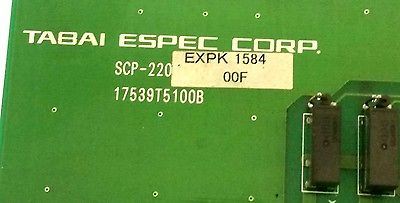 TABAI ESPEC CORP.
SCP-220
EXPK 1584
00F
17539T5100B